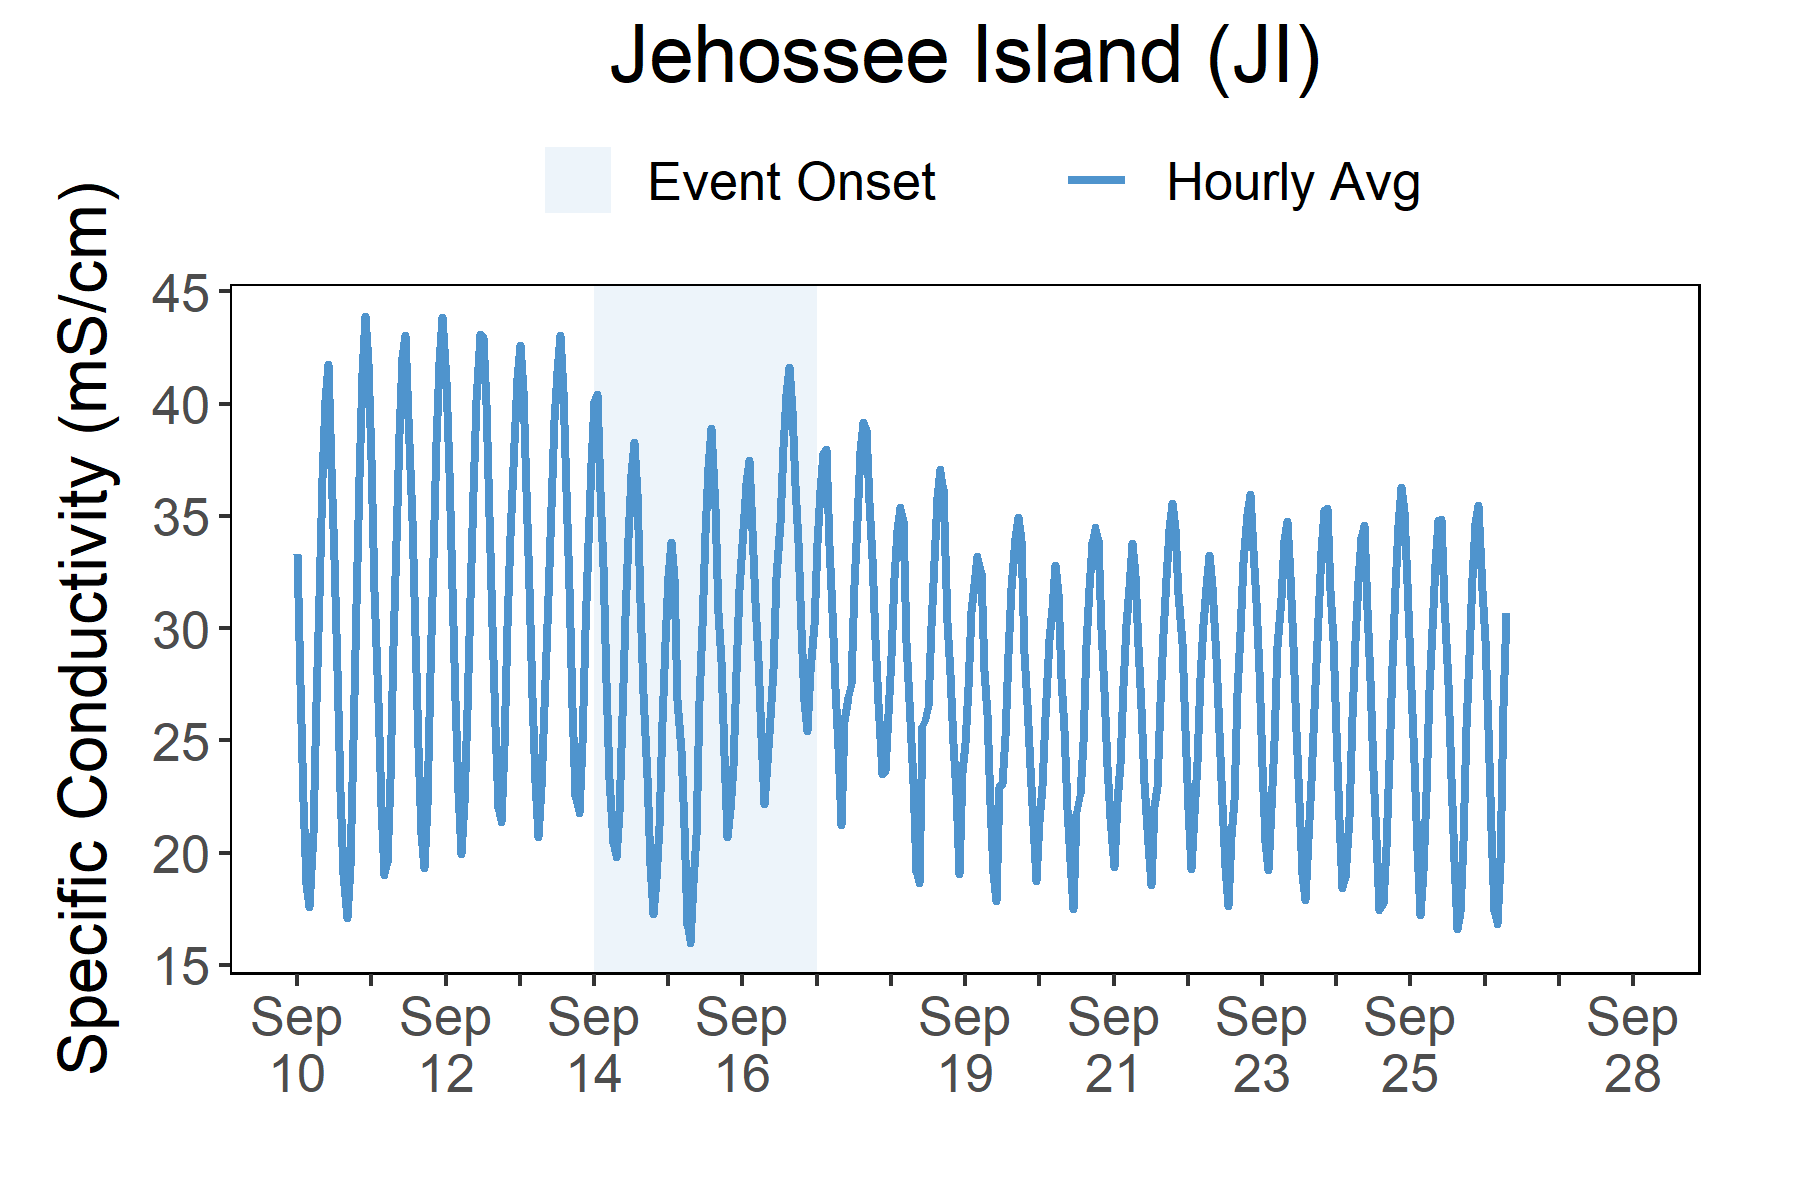 Jehossee Island (JI)
Event Onset
Hourly Avg
Specific Conductivity (mS/cm)
45
40
35
30
25
20
15
Sep 10
Sep 12
Sep 14
Sep 16
Sep 19
Sep 21
Sep 23
Sep 25
Sep 28